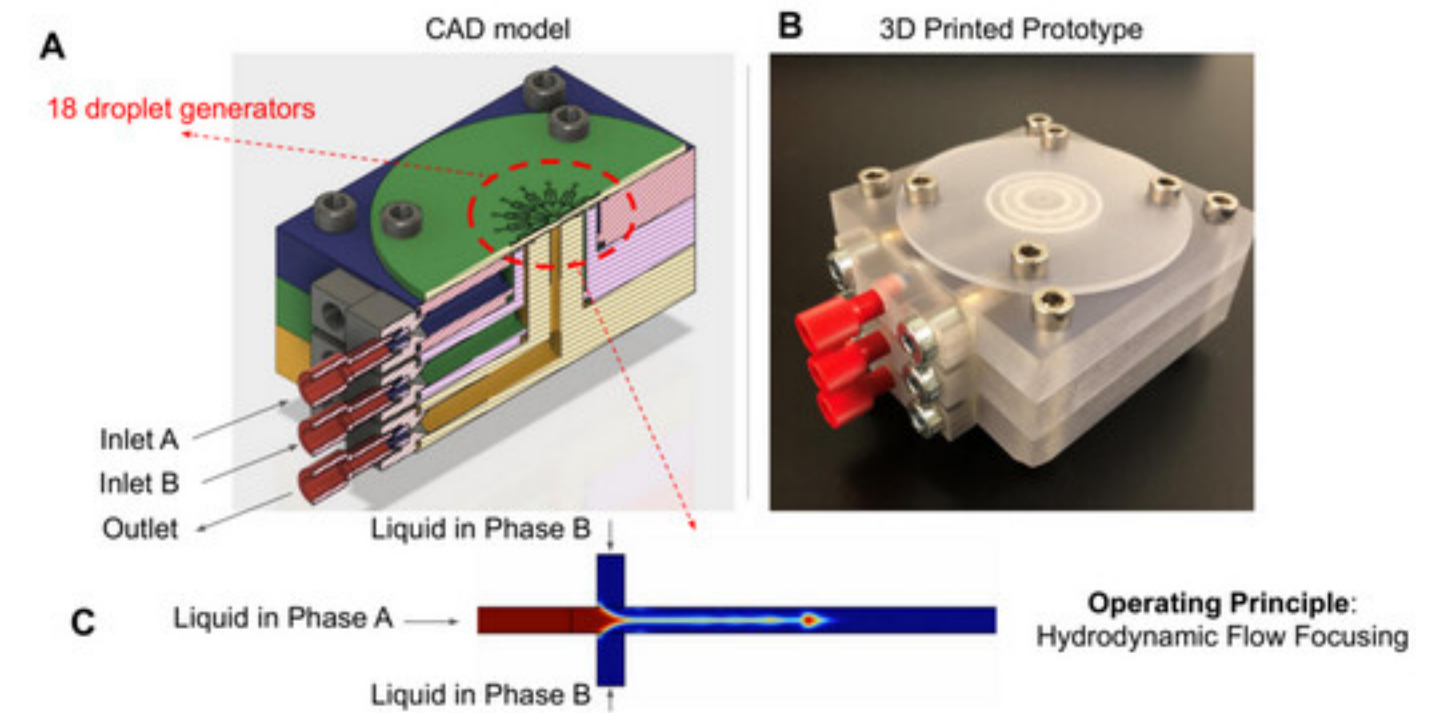 A
CAD model
B
3D Printed Prototype
18 droplet generators
Inlet A
Inlet B
Outlet
Liquid in Phase B
C
Liquid in Phase A
Operating Principle:
Hydrodynamic Flow Focusing
Liquid in Phase B